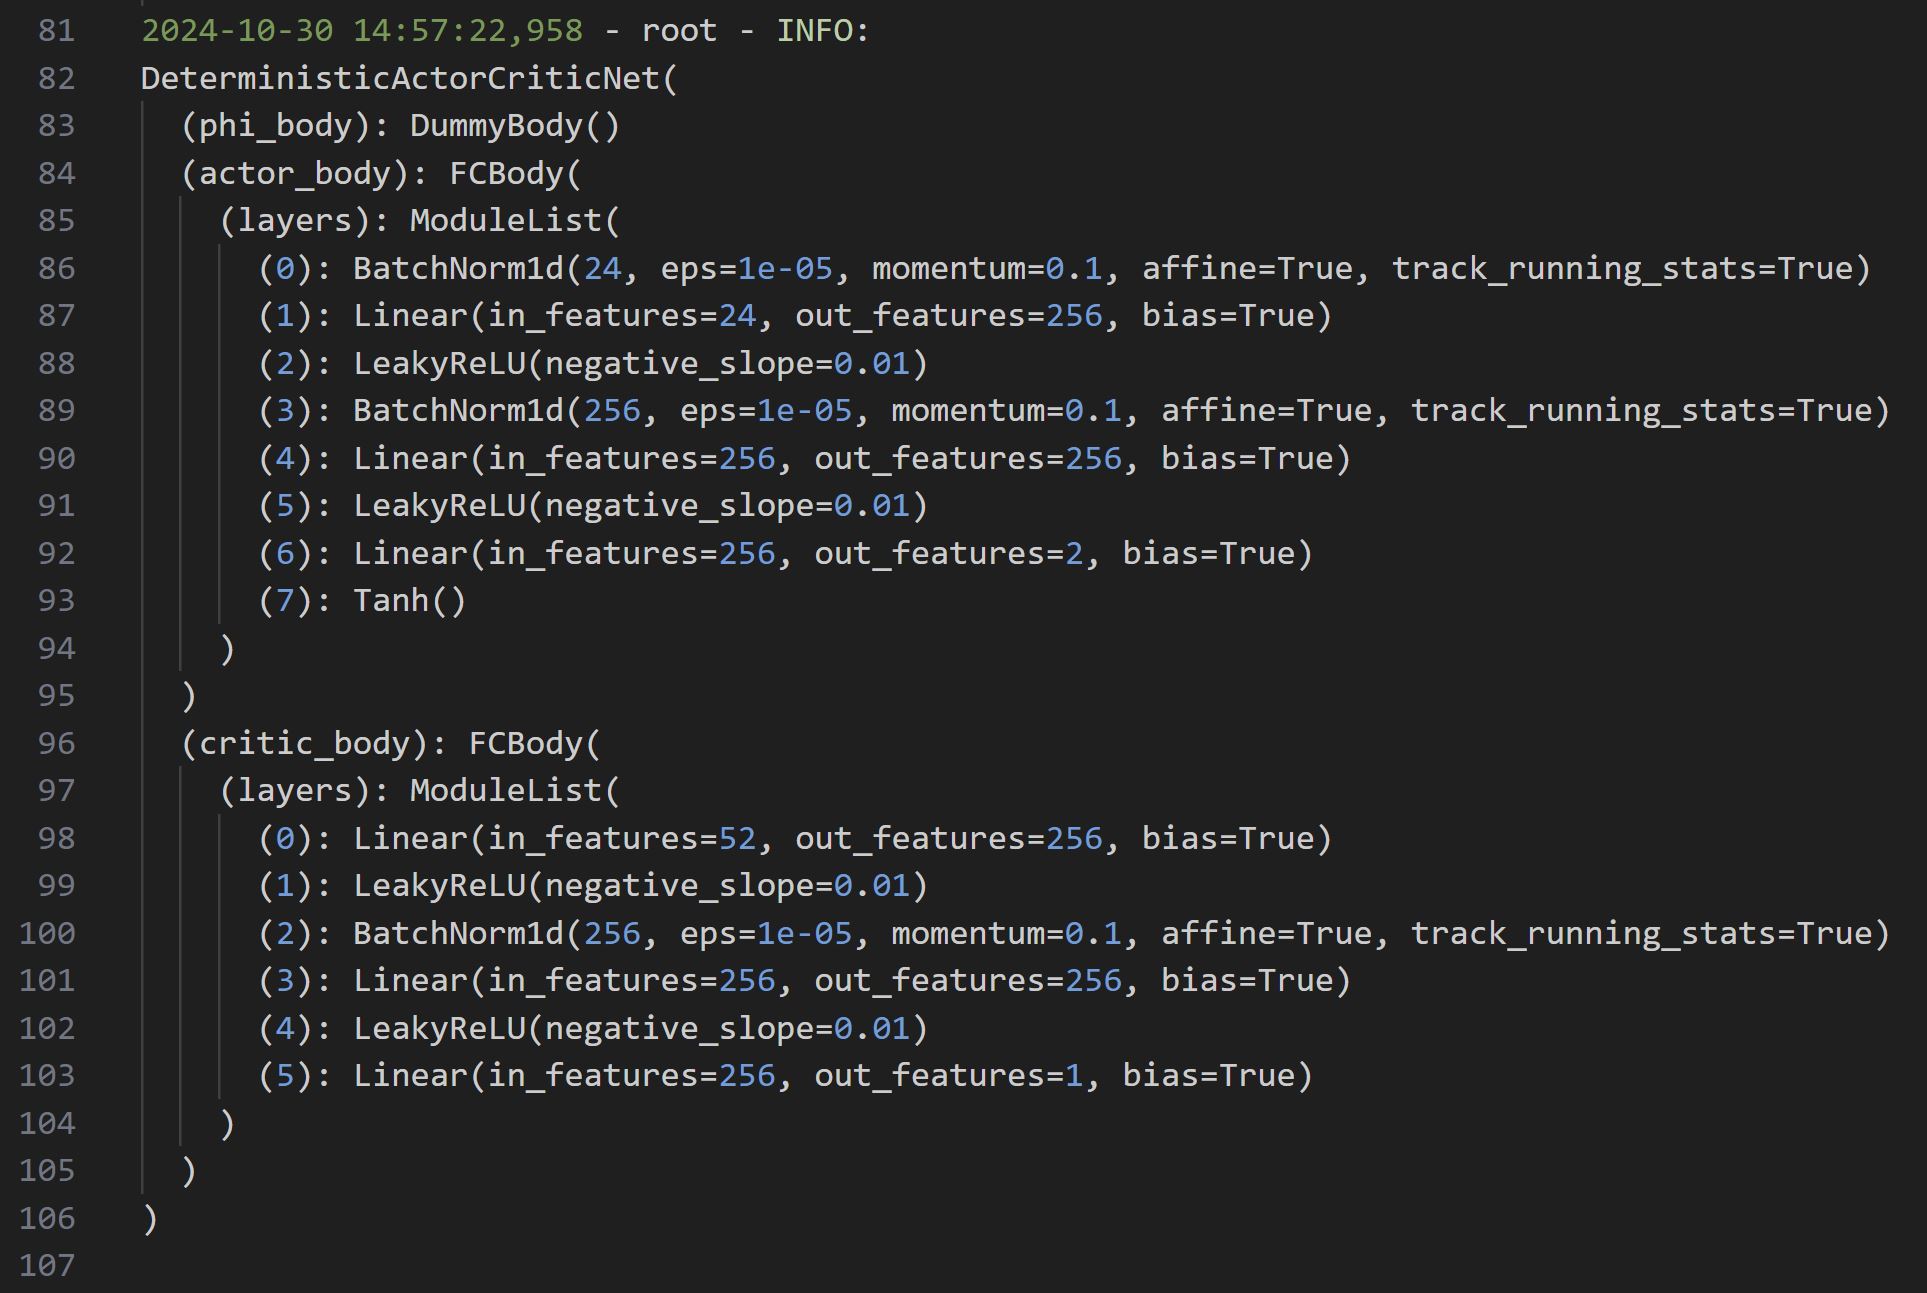 81 2024-10-30 14:57:22,958 - root - INFO:
82 DeterministicActorCriticNet(
83   (phi_body): DummyBody()
84   (actor_body): FCBody(
85     (layers): ModuleList(
86       (0): BatchNorm1d(24, eps=1e-05, momentum=0.1, affine=True, track_running_stats=True)
87       (1): Linear(in_features=24, out_features=256, bias=True)
88       (2): LeakyReLU(negative_slope=0.01)
89       (3): BatchNorm1d(256, eps=1e-05, momentum=0.1, affine=True, track_running_stats=True)
90       (4): Linear(in_features=256, out_features=256, bias=True)
91       (5): LeakyReLU(negative_slope=0.01)
92       (6): Linear(in_features=256, out_features=2, bias=True)
93       (7): Tanh()
94     )
95   )
96   (critic_body): FCBody(
97     (layers): ModuleList(
98       (0): Linear(in_features=52, out_features=256, bias=True)
99       (1): LeakyReLU(negative_slope=0.01)
100       (2): BatchNorm1d(256, eps=1e-05, momentum=0.1, affine=True, track_running_stats=True)
101       (3): Linear(in_features=256, out_features=256, bias=True)
102       (4): LeakyReLU(negative_slope=0.01)
103       (5): Linear(in_features=256, out_features=1, bias=True)
104     )
105   )
106 )
107